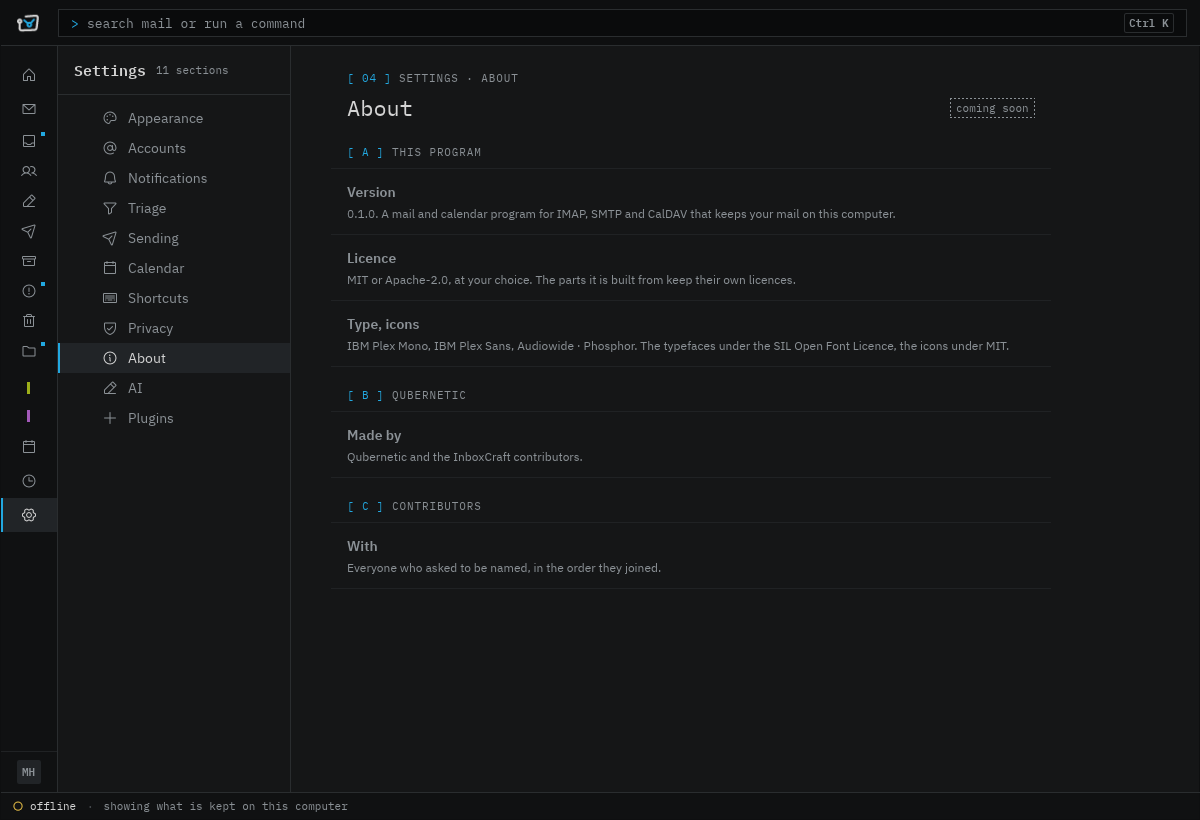 > search mail or run a command
Ctrl K
Settings 11 sections
Appearance
Accounts
Notifications
Triage
Sending
Calendar
Shortcuts
Privacy
About
AI
Plugins
[ 04 ] SETTINGS · ABOUT
About
coming soon
[ A ] THIS PROGRAM
Version
0.1.0. A mail and calendar program for IMAP, SMTP and CalDAV that keeps your mail on this computer.
Licence
MIT or Apache-2.0, at your choice. The parts it is built from keep their own licences.
Type, icons
IBM Plex Mono, IBM Plex Sans, Audiowide · Phosphor. The typefaces under the SIL Open Font Licence, the icons under MIT.
[ B ] QUBERNETIC
Made by
Qubernetic and the InboxCraft contributors.
[ C ] CONTRIBUTORS
With
Everyone who asked to be named, in the order they joined.
MH
offline · showing what is kept on this computer